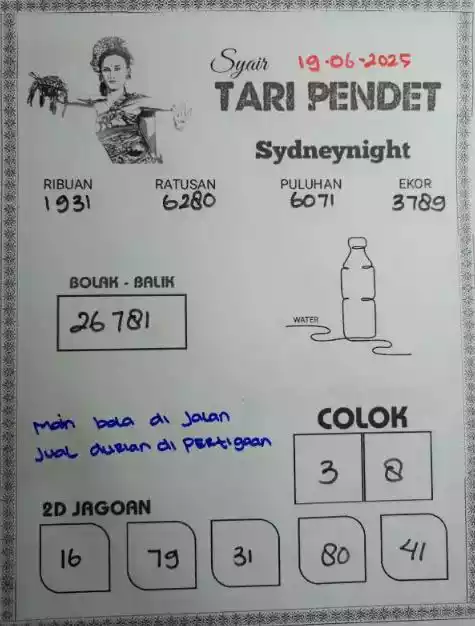 Syair 19-06-2025
TARI PENDET
Sydneynight
RIBUAN RATUSAN PULUHAN EKOR
1931 6280 6071 3789
BOLAK - BALIK
26781
WATER
main bola di Jalan
Jual durian di Pertigaan
COLOK
3 8
2D JAGOAN
16 79 31 80 41